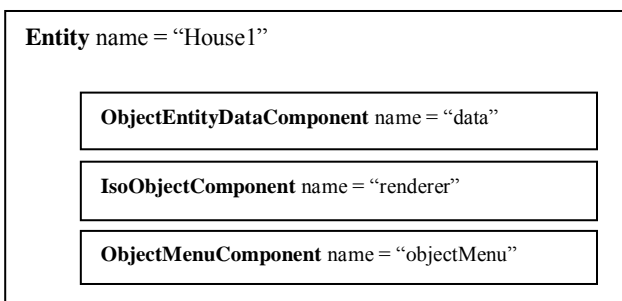 Entity name = “House1”
ObjectEntityDataComponent name = “data”
IsoObjectComponent name = “renderer”
ObjectMenuComponent name = “objectMenu”